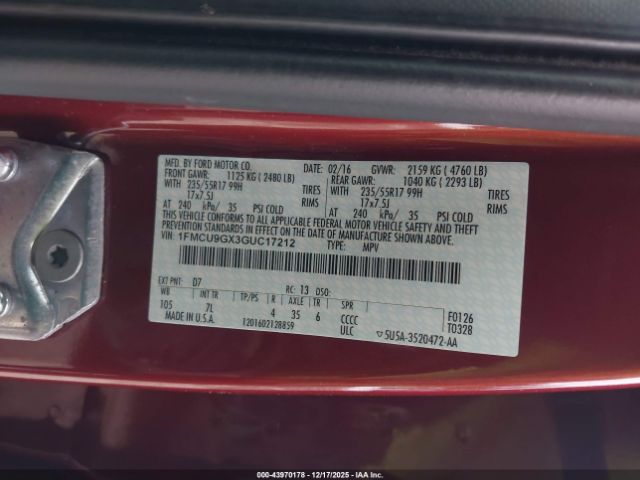 MFD. BY FORD MOTOR CO. 02/16 GVWR: 2159 KG ( 4760 LB)
FRONT GAWR: 1125 KG ( 2480 LB) REAR GAWR: 1040 KG ( 2293 LB)
WITH 235/55R17 99H TIRES WITH 235/55R17 99H TIRES
17x7.5J RIMS 17x7.5J RIMS
AT 240 kPa/ 35 PSI COLD AT 240 kPa/ 35 PSI COLD
THIS VEHICLE CONFORMS TO ALL APPLICABLE FEDERAL MOTOR VEHICLE SAFETY AND THEFT
PREVENTION STANDARDS IN EFFECT ON THE DATE OF MANUFACTURE SHOWN ABOVE.
VIN: 1FMCU9GX3GUC17212 TYPE: MPV
EXT PNT: D7 RC: 13 DSO:
WB INT TR TP/PS R AXLE TR SPR F0126
105 7L 4 35 6 CCCC T0328
MADE IN U.S.A. 1201602128859 ULC ▽5U5A-3520472-AA
Stock: 43970178 - 12/17/2025 - IAAI.com